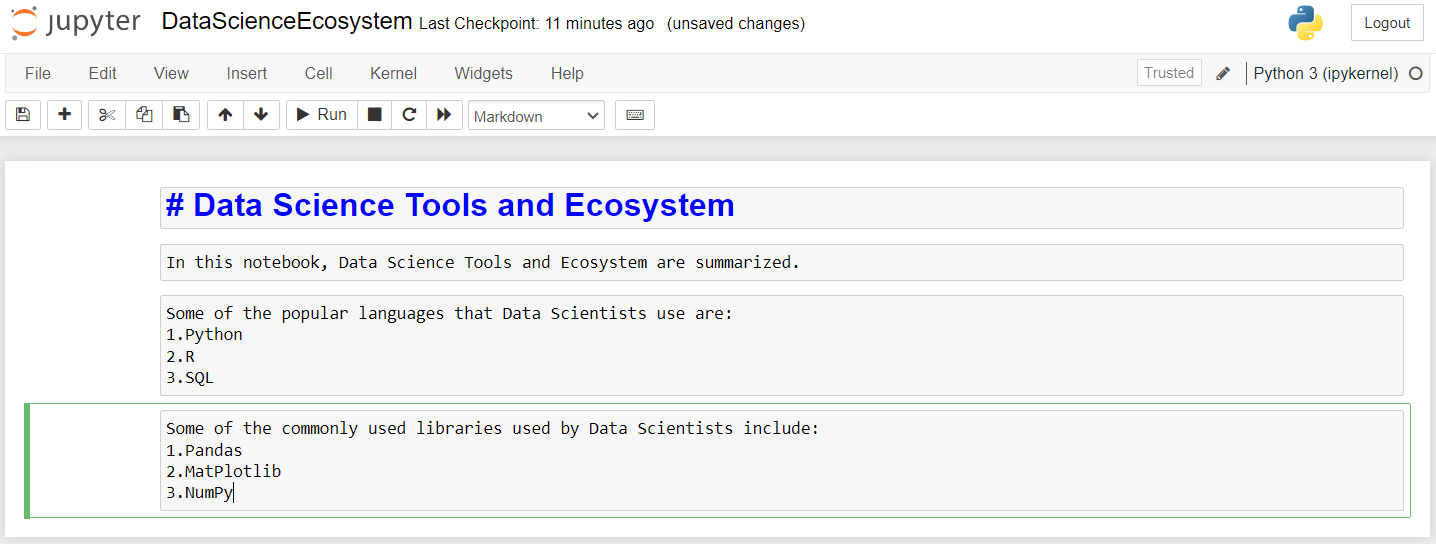 jupyter DataScienceEcosystem Last Checkpoint: 11 minutes ago (unsaved changes) Logout
File Edit View Insert Cell Kernel Widgets Help Trusted Python 3 (ipykernel)
Run Markdown
# Data Science Tools and Ecosystem
In this notebook, Data Science Tools and Ecosystem are summarized.
Some of the popular languages that Data Scientists use are:
1.Python
2.R
3.SQL
Some of the commonly used libraries used by Data Scientists include:
1.Pandas
2.MatPlotlib
3.NumPy